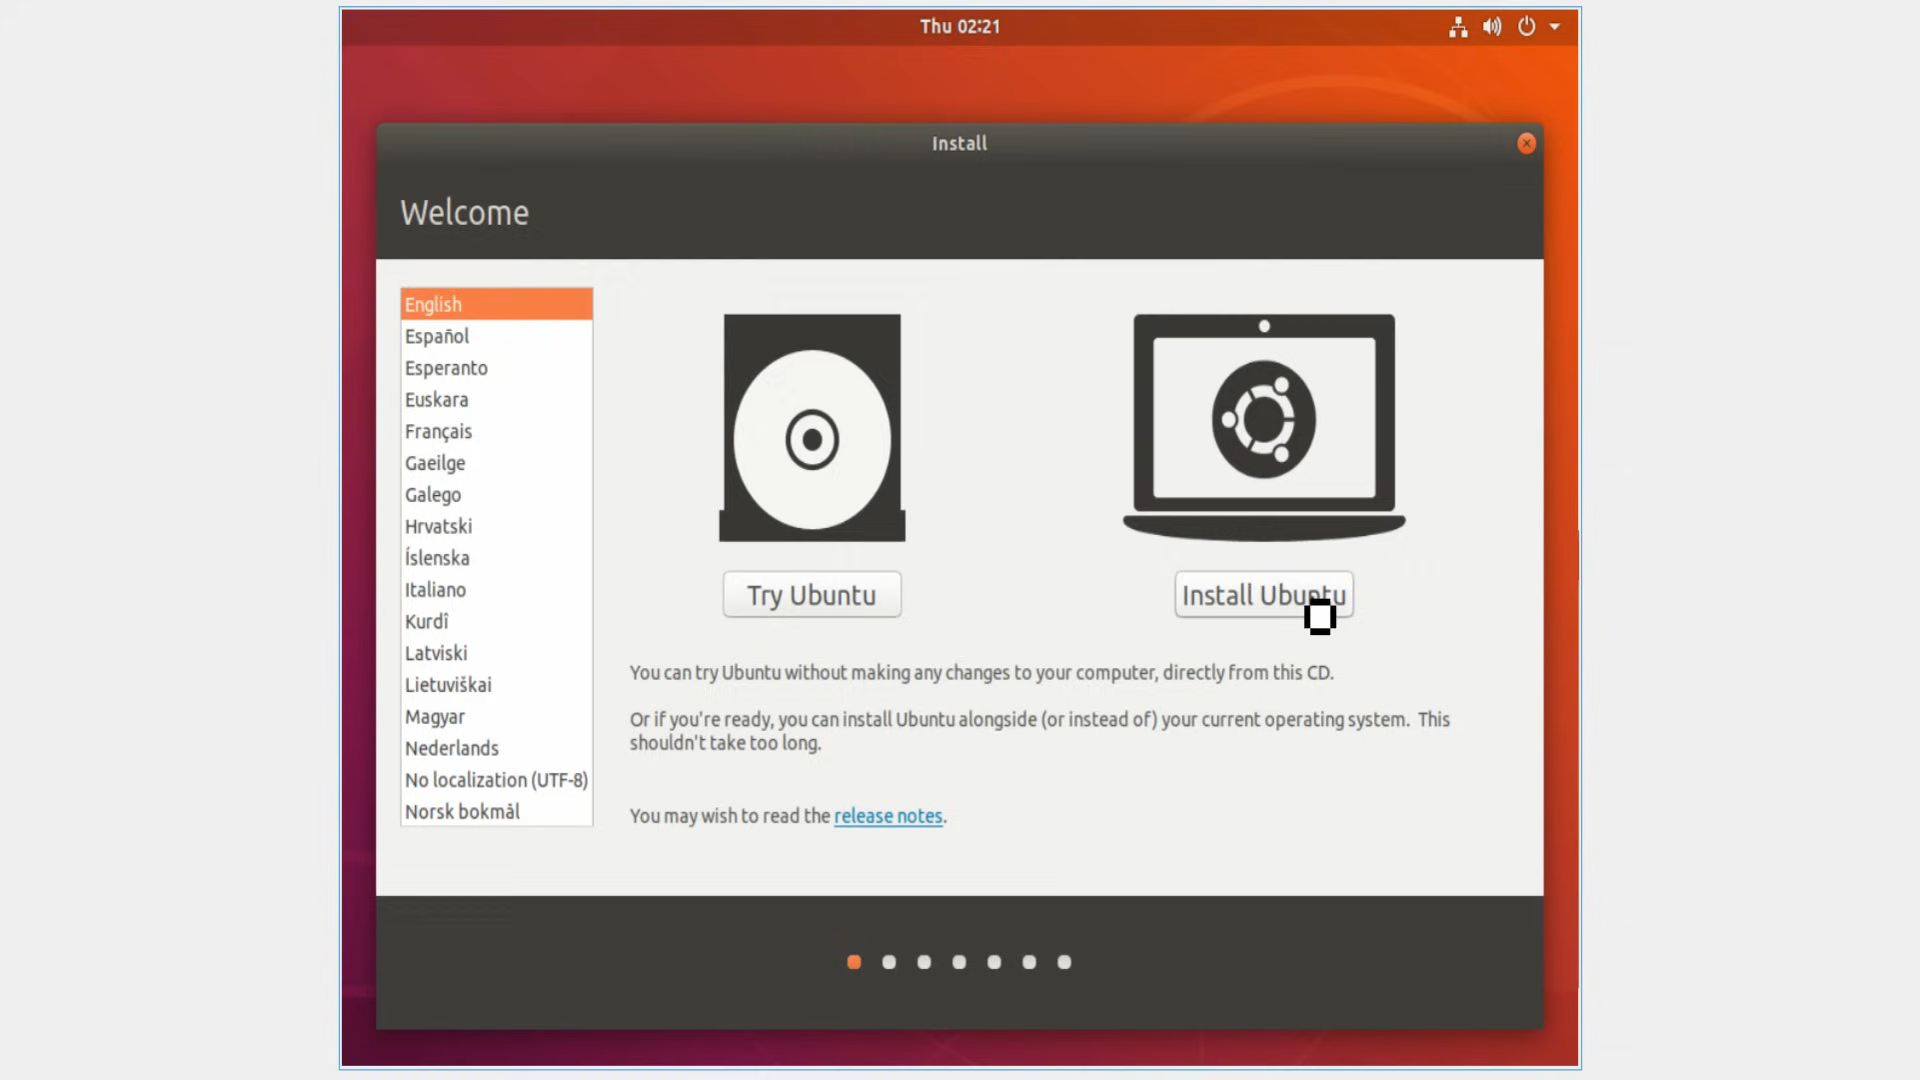 Thu 02:21
Install
Welcome
English
Español
Esperanto
Euskara
Français
Gaeilge
Galego
Hrvatski
Íslenska
Italiano
Kurdî
Latviski
Lietuviškai
Magyar
Nederlands
No localization (UTF-8)
Norsk bokmål
Try Ubuntu
Install Ubuntu
You can try Ubuntu without making any changes to your computer, directly from this CD.
Or if you're ready, you can install Ubuntu alongside (or instead of) your current operating system. This
shouldn't take too long.
You may wish to read the release notes.